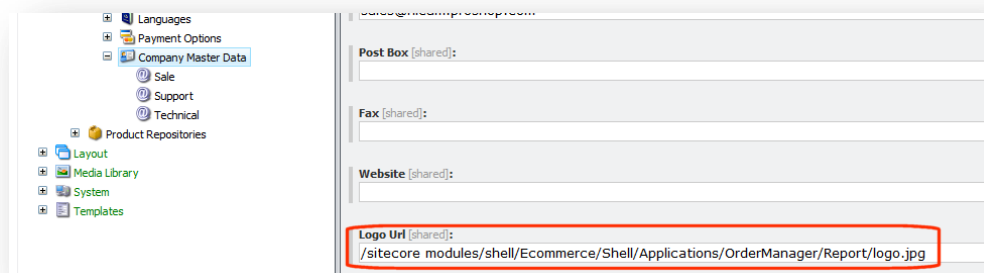 Languages
Payment Options
Company Master Data
Sale
Support
Technical
Product Repositories
Layout
Media Library
System
Templates
Post Box [shared]:
Fax [shared]:
Website [shared]:
Logo Url [shared]:
/sitecore modules/shell/Ecommerce/Shell/Applications/OrderManager/Report/logo.jpg